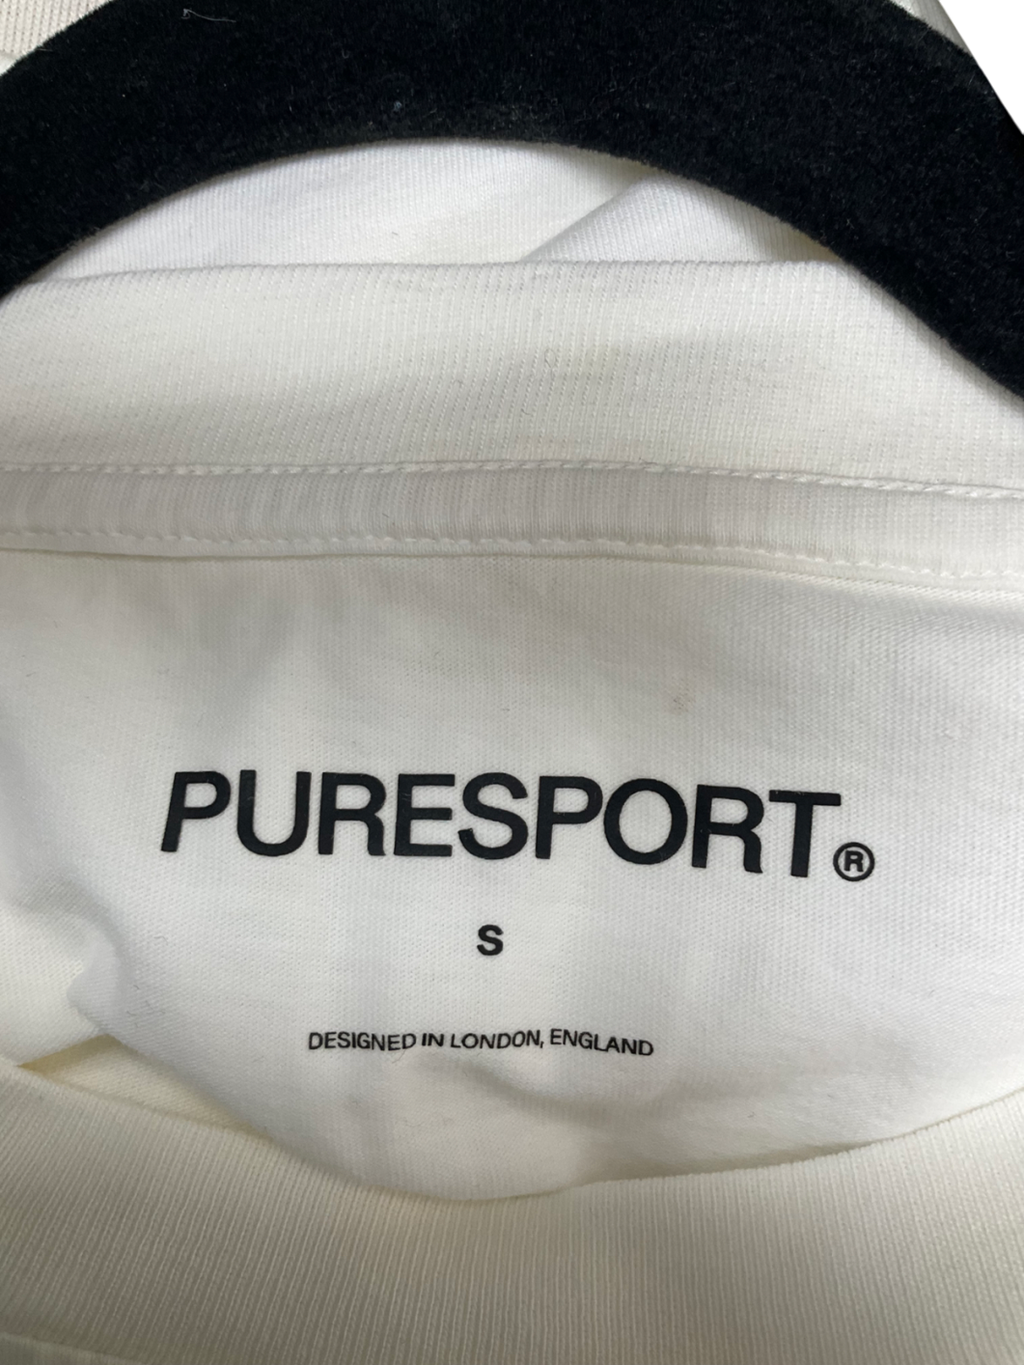 PURESPORT®
S
DESIGNED IN LONDON, ENGLAND